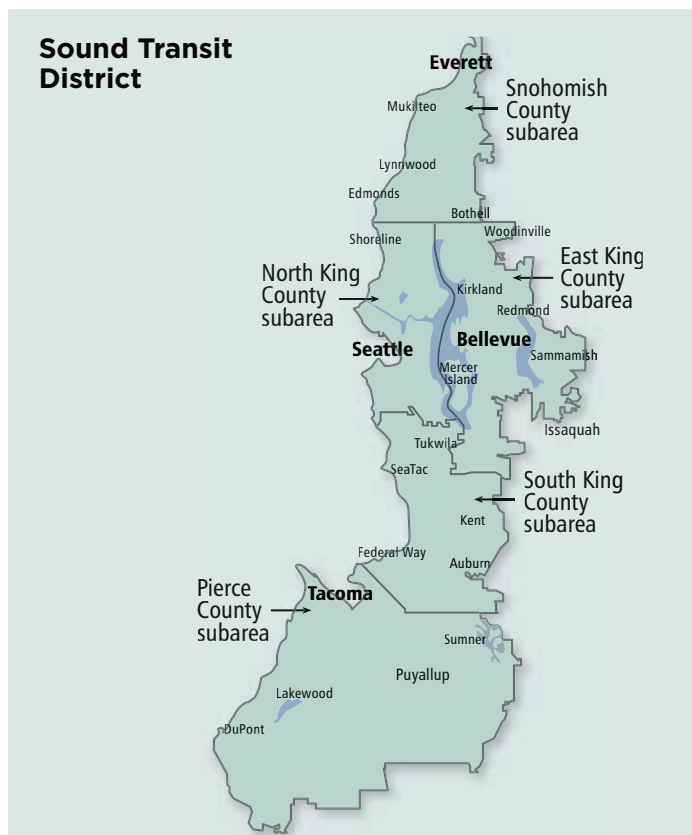 Sound Transit
District
Everett
Snohomish
County
subarea
Mukilteo
Lynnwood
Edmonds
Bothell
Woodinville
Shoreline
East King
County
subarea
North King
County
subarea
Kirkland
Redmond
Seattle
Bellevue
Sammamish
Mercer
Island
Issaquah
Tukwila
SeaTac
South King
County
subarea
Kent
Federal Way
Auburn
Pierce
County
subarea
Tacoma
Sumner
Puyallup
Lakewood
DuPont